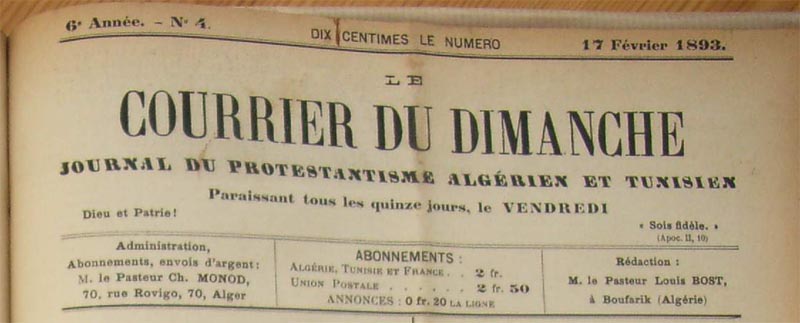 6e Année. - No 4.
DIX CENTIMES LE NUMERO
17 Février 1893.
LE
COURRIER DU DIMANCHE
JOURNAL DU PROTESTANTISME ALGÉRIEN ET TUNISIEN
Paraissant tous les quinze jours, le VENDREDI
Dieu et Patrie!
« Sois fidèle. »
(Apoc. II, 10)
Administration,
Abonnements, envois d'argent:
M. le Pasteur Ch. MONOD,
70, rue Rovigo, 70, Alger
ABONNEMENTS :
ALGÉRIE, TUNISIE ET FRANCE . . 2 fr.
UNION POSTALE . . . . . . 2 fr. 50
ANNONCES : 0 fr. 20 LA LIGNE
Rédaction :
M. le Pasteur Louis BOST,
à Boufarik (Algérie)